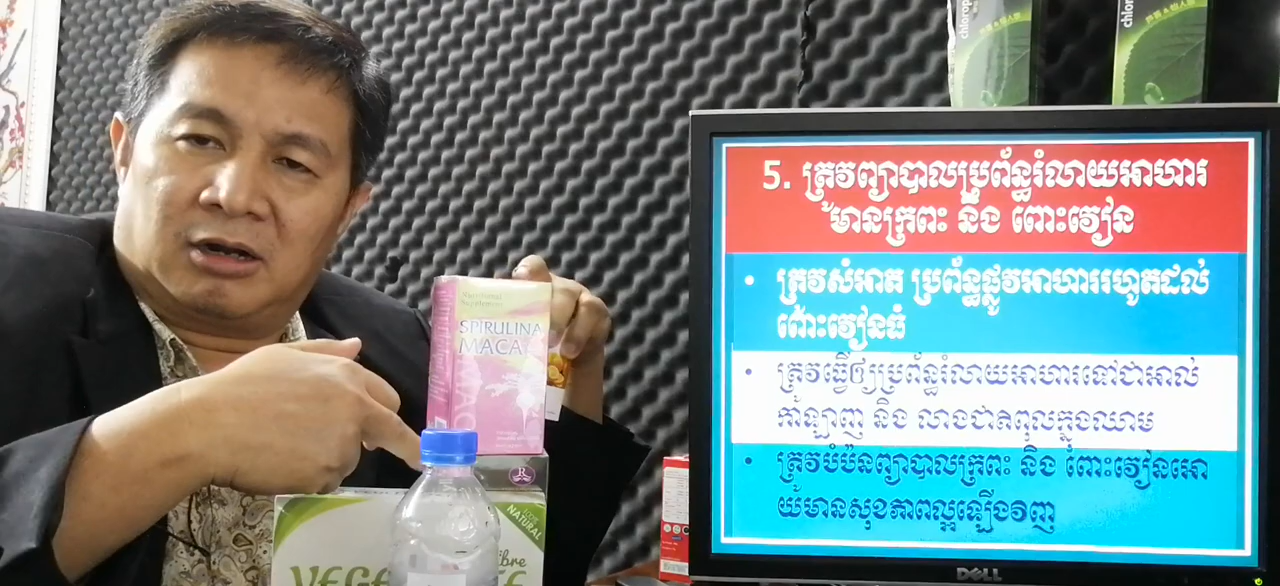 chlorop
chlorop
5. ត្រូវព្យាបាលប្រព័ន្ធរំលាយអាហារ
មានក្រពះ និង ពោះវៀន
• ត្រូវសំអាត ប្រព័ន្ធផ្លូវអាហាររហូតដល់
ពោះវៀនធំ
• ត្រូវធ្វើឲ្យប្រព័ន្ធរំលាយអាហារទៅជាអាល់
កាឡាញ និង លាងជាតិពុលក្នុងឈាម
• ត្រូវបំប៉នព្យាបាលក្រពះ និង ពោះវៀនអោ
យមានសុខភាពល្អឡើងវិញ
DELL
Nutritional
Supplement
SPIRULINA
MACA
R
100%
NATURAL
ibre
VEGE